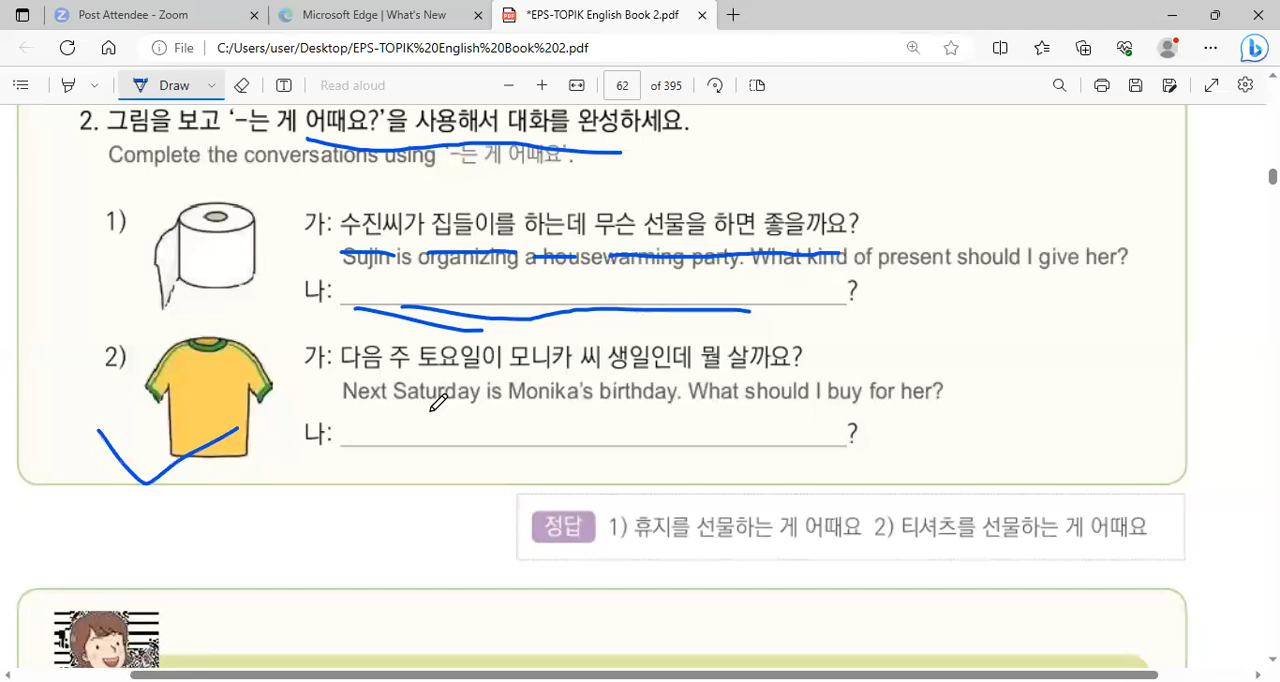 Post Attendee - Zoom
Microsoft Edge | What's New
*EPS-TOPIK English Book 2.pdf
File
C:/Users/user/Desktop/EPS-TOPIK%20English%20Book%202.pdf
Draw
Read aloud
62
of 395
2. 그림을 보고 '-는 게 어때요?'을 사용해서 대화를 완성하세요.
Complete the conversations using '-는 게 어때요'.
1)
가: 수진씨가 집들이를 하는데 무슨 선물을 하면 좋을까요?
Sujin is organizing a housewarming party. What kind of present should I give her?
나: ?
2)
가: 다음 주 토요일이 모니카 씨 생일인데 뭘 살까요?
Next Saturday is Monika's birthday. What should I buy for her?
나: ?
정답 1) 휴지를 선물하는 게 어때요 2) 티셔츠를 선물하는 게 어때요